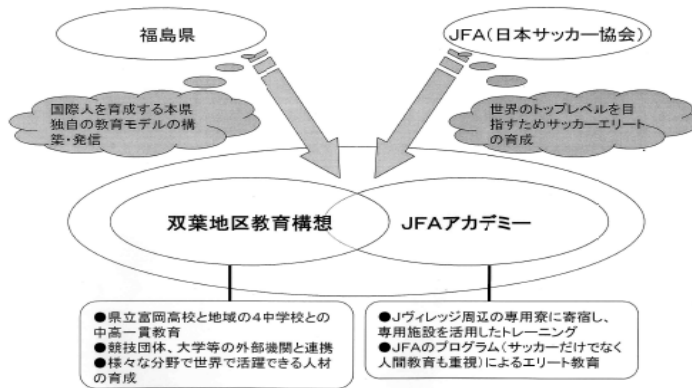 福島県
JFA(日本サッカー協会)
国際人を育成する本県
独自の教育モデルの構
築・発信
世界のトップレベルを目
指すためサッカーエリート
の育成
双葉地区教育構想
JFAアカデミー
●県立富岡高校と地域の4中学校との
中高一貫教育
●競技団体、大学等の外部機関と連携
●様々な分野で世界で活躍できる人材
の育成
●Jヴィレッジ周辺の専用寮に寄宿し、
専用施設を活用したトレーニング
●JFAのプログラム(サッカーだけでなく
人間教育も重視)によるエリート教育